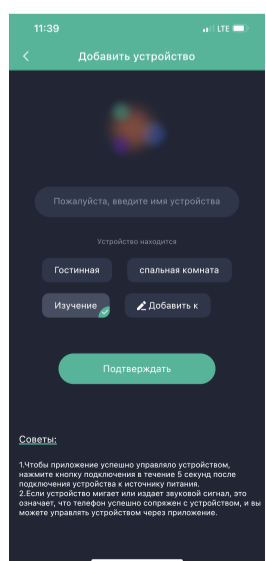 11:39
LTE
Добавить устройство
Пожалуйста, введите имя устройства
Устройство находится
Гостинная
спальная комната
Изучение
Добавить к
Подтверждать
Советы:
1.Чтобы приложение успешно управляло устройством,
нажмите кнопку подключения в течение 5 секунд после
подключения устройства к источнику питания.
2.Если устройство мигает или издает звуковой сигнал, это
означает, что телефон успешно сопряжен с устройством, и вы
можете управлять устройством через приложение.